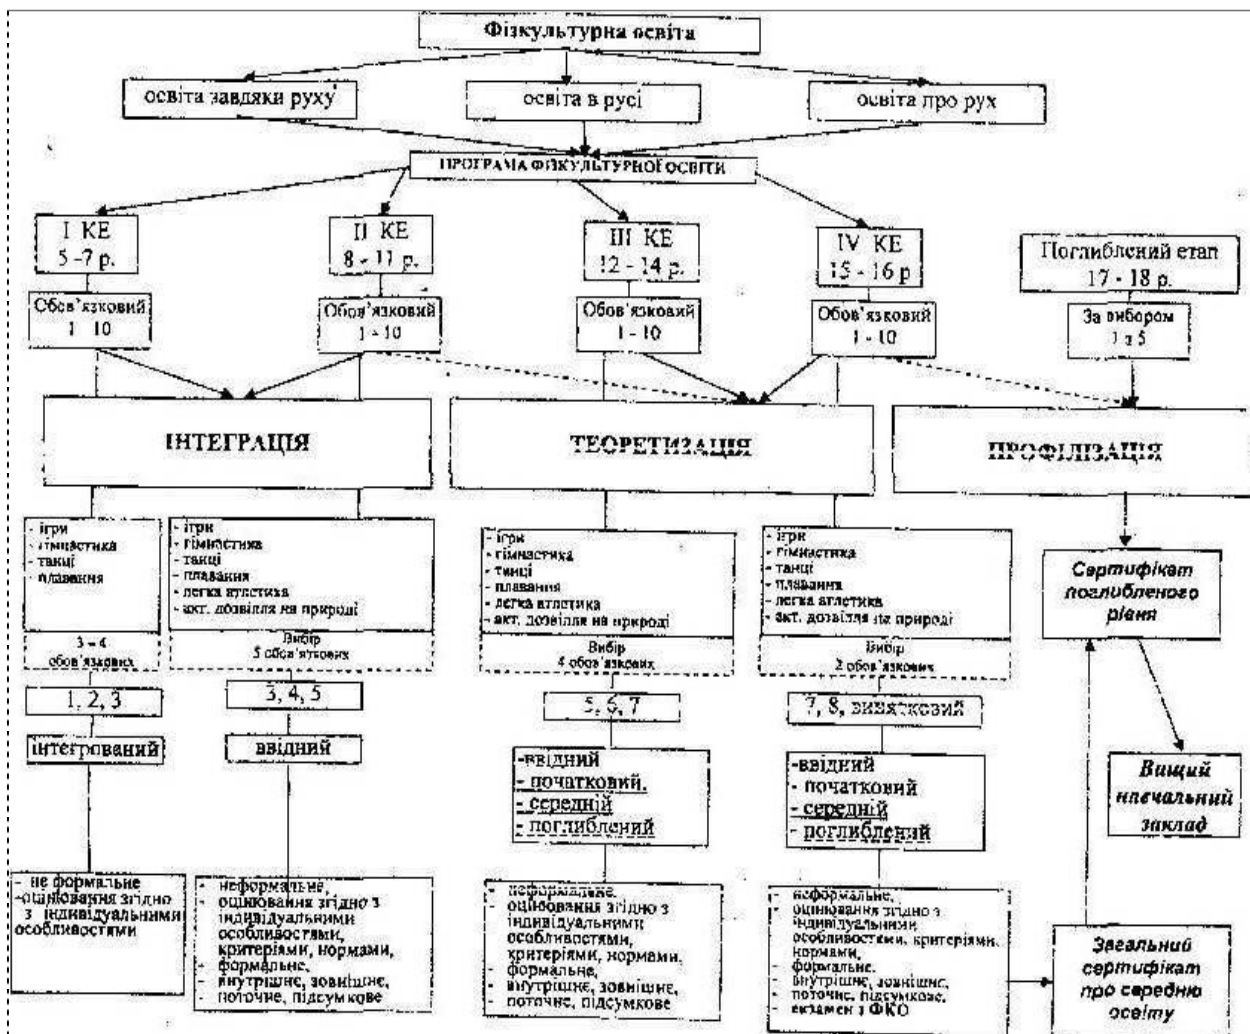 Фізкультурна освіта
освіта завдяки руху
освіта в русі
освіта про рух
ПРОГРАМА ФІЗКУЛЬТУРНОЇ ОСВІТИ
I КЕ
5 –7 р.
II КЕ
8 - 11 р.
III КЕ
12 - 14 р.
IV КЕ
15 - 16 р
Поглиблений етап
17 - 18 р.
Обов’язковий
1 10
Обов’язковий
1 - 10
Обов’язковий
1 - 10
Обов’язковий
1 - 10
За вибором
1 з 5
ІНТЕГРАЦІЯ
ТЕОРЕТИЗАЦІЯ
ПРОФІЛІЗАЦІЯ
- ігри
- гімнастика
- танці
- плавання
3 – 4
обов’язкових
- ігри
- гімнастика
- танці
- плавання
- легка атлетика
- акт. дозвілля на природі
Вибір
5 обов’язкових
- ігри
- гімнастика
- танці
- плавання
- легка атлетика
- акт. дозвілля на природі
Вибір
4 обов’язкових
- ігри
- гімнастика
- танці
- плавання
- легка атлетика
- акт. дозвілля на природі
Вибір
2 обов’язкових
Сертифікат
поглибленого
рівня
1, 2, 3
3, 4, 5
5, 6, 7
7, 8, винятковий
інтегрований
ввідний
-ввідний
- початковий,
- середній
- поглиблений
-ввідний
- початковий
- середній
- поглиблений
Вищий
навчальний
заклад
- не формальне
-оцінювання згідно
з індивідуальними
особливостями
- неформальне,
- оцінювання згідно з
індивідуальними
особливостями,
критеріями, нормами,
- формальне,
- внутрішнє, зовнішнє,
- поточне, підсумкове
- неформальне,
- оцінювання згідно з
індивідуальними
особливостями,
критеріями, нормами,
- формальне,
- внутрішнє, зовнішнє,
- поточне, підсумкове
- неформальне,
- оцінювання згідно з
індивідуальними
особливостями, критеріями,
нормами,
- формальне,
- внутрішнє, зовнішнє,
- поточне, підсумкове,
- екзамен з ФКО
Загальний
сертифікат
про середню
освіту